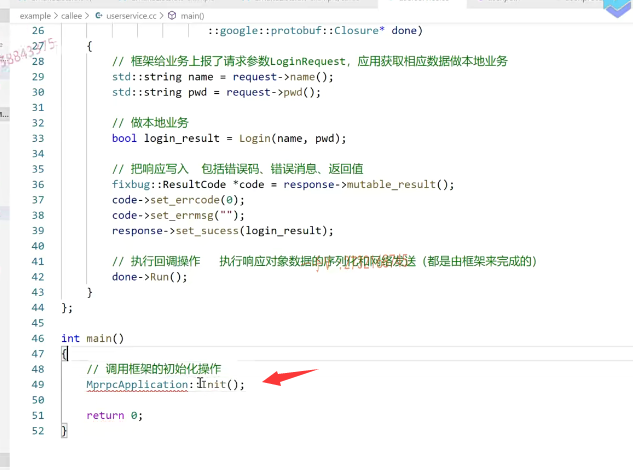 example > callee > userservice.cc > main()
26 ::google::protobuf::Closure* done)
27 {
28 // 框架给业务上报了请求参数LoginRequest，应用获取相应数据做本地业务
29 std::string name = request->name();
30 std::string pwd = request->pwd();
31
32 // 做本地业务
33 bool login_result = Login(name, pwd);
34
35 // 把响应写入 包括错误码、错误消息、返回值
36 fixbug::ResultCode *code = response->mutable_result();
37 code->set_errcode(0);
38 code->set_errmsg("");
39 response->set_sucess(login_result);
40
41 // 执行回调操作 执行响应对象数据的序列化和网络发送（都是由框架来完成的）
42 done->Run();
43 }
44 };
45
46 int main()
47 {
48 // 调用框架的初始化操作
49 MprpcApplication::Init();
50
51 return 0;
52 }